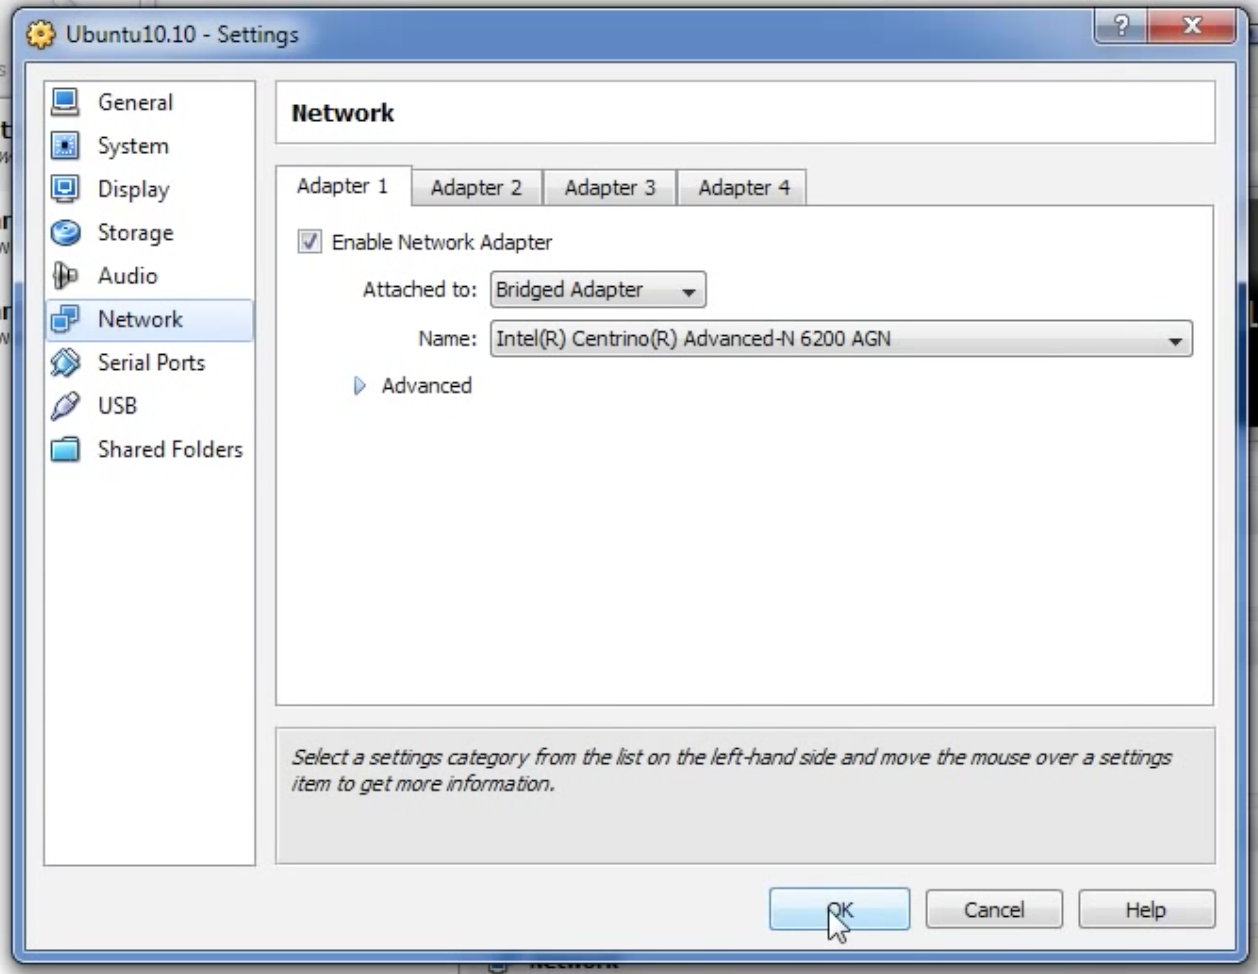 Ubuntu10.10 - Settings
General
System
Display
Storage
Audio
Network
Serial Ports
USB
Shared Folders
Network
Adapter 1 Adapter 2 Adapter 3 Adapter 4
Enable Network Adapter
Attached to: Bridged Adapter
Name: Intel(R) Centrino(R) Advanced-N 6200 AGN
Advanced
Select a settings category from the list on the left-hand side and move the mouse over a settings
item to get more information.
OK Cancel Help
Network